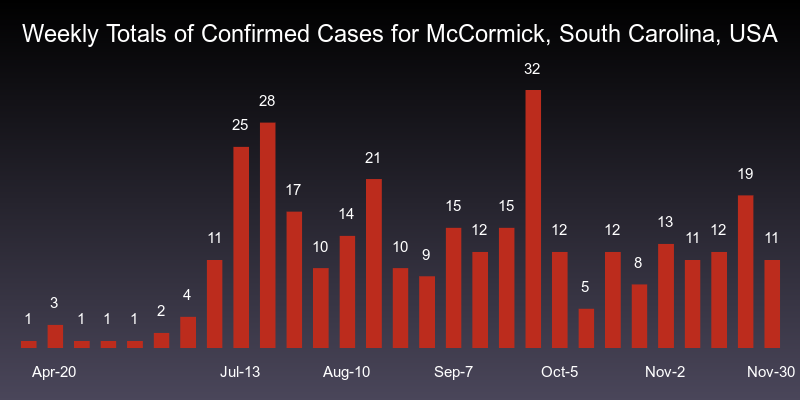 Weekly Totals of Confirmed Cases for McCormick, South Carolina, USA
1 3 1 1 1 2 4 11 25 28 17 10 14 21 10 9 15 12 15 32 12 5 12 8 13 11 12 19 11
Apr-20 Jul-13 Aug-10 Sep-7 Oct-5 Nov-2 Nov-30